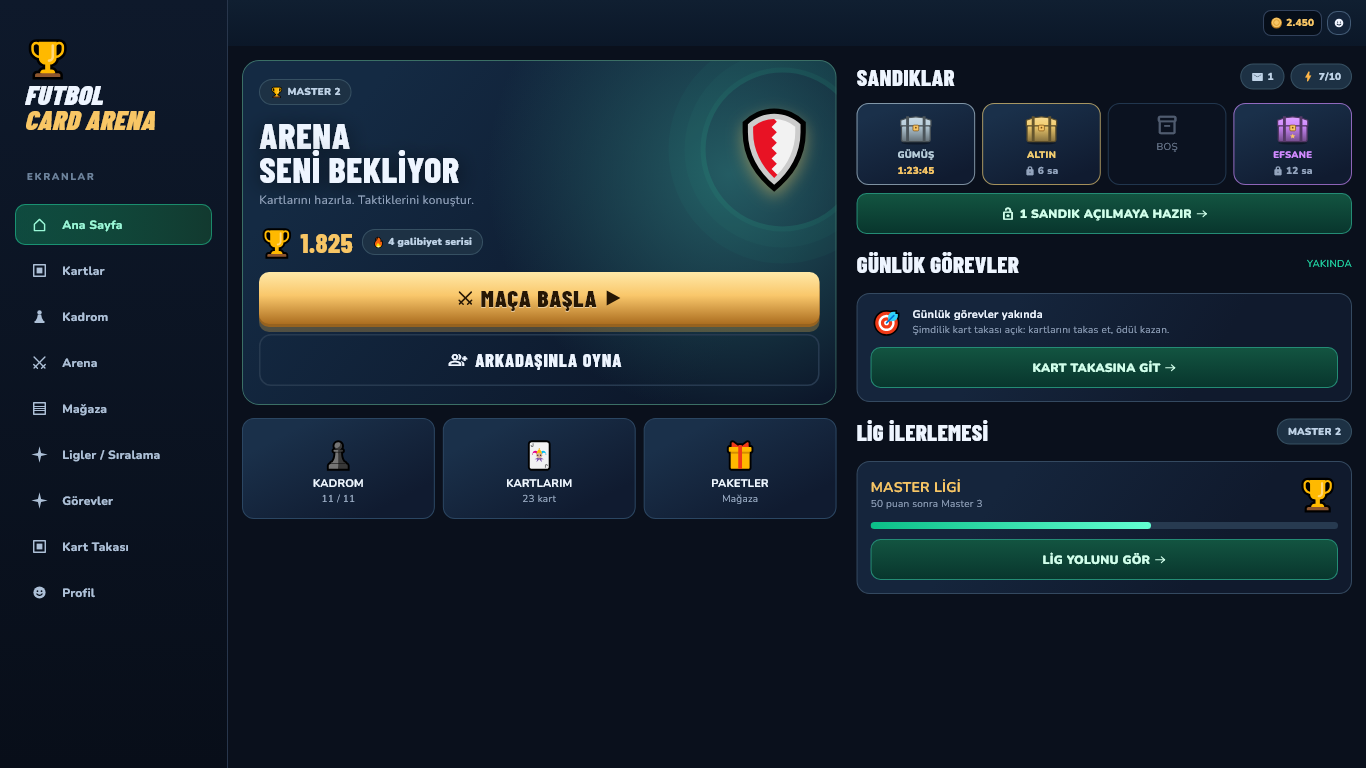 FUTBOL
CARD ARENA
EKRANLAR
Ana Sayfa
Kartlar
Kadrom
Arena
Mağaza
Ligler / Sıralama
Görevler
Kart Takası
Profil
2.450
MASTER 2
ARENA
SENİ BEKLİYOR
Kartlarını hazırla. Taktiklerini konuştur.
1.825
4 galibiyet serisi
MAÇA BAŞLA
ARKADAŞINLA OYNA
KADROM
11 / 11
KARTLARIM
23 kart
PAKETLER
Mağaza
SANDIKLAR
1
7/10
GÜMÜŞ
1:23:45
ALTIN
6 sa
BOŞ
EFSANE
12 sa
1 SANDIK AÇILMAYA HAZIR →
GÜNLÜK GÖREVLER
YAKINDA
Günlük görevler yakında
Şimdilik kart takası açık: kartlarını takas et, ödül kazan.
KART TAKASINA GİT →
LİG İLERLEMESİ
MASTER 2
MASTER LİGİ
50 puan sonra Master 3
LİG YOLUNU GÖR →